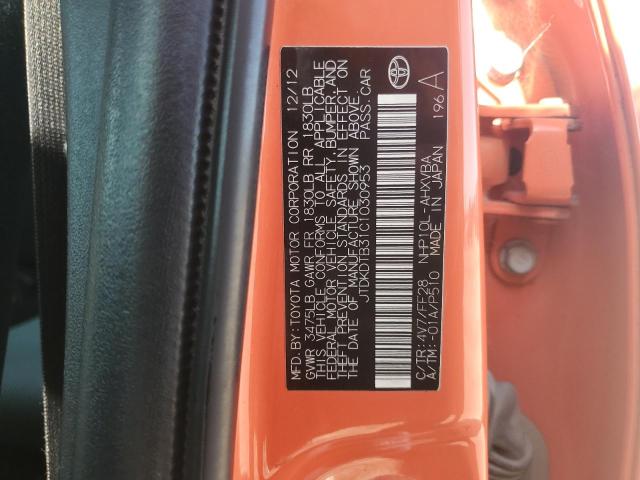 MFD.BY:TOYOTA MOTOR CORPORATION 12/12
GVWR 3475LB GAWR FR 1830LB RR 1830LB
THIS VEHICLE CONFORMS TO ALL APPLICABLE
FEDERAL MOTOR VEHICLE SAFETY, BUMPER, AND
THEFT PREVENTION STANDARDS IN EFFECT ON
THE DATE OF MANUFACTURE SHOWN ABOVE.
JTDKDTB31C1030953 PASS.CAR
C/TR:4V7/FF28 NHP10L-AHXVBA
A/TM:-01A/P510 MADE IN JAPAN 196 A